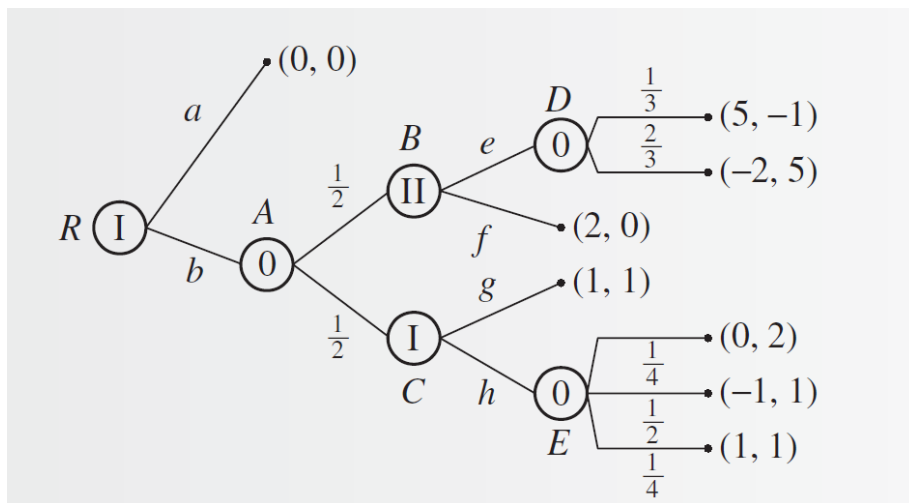 (0, 0)
a
R I
b
A
0
1/2
1/2
B
II
e
f
(2, 0)
D
0
1/3
(5, −1)
2/3
(−2, 5)
I
C
g
(1, 1)
h
0
E
1/4
(0, 2)
1/2
(−1, 1)
1/4
(1, 1)